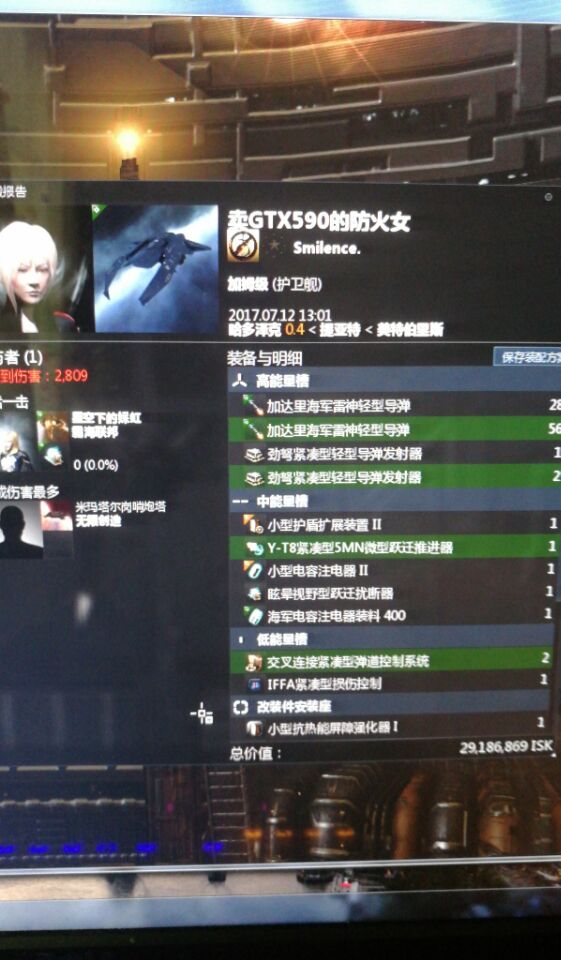 报告
卖GTX590的防火女
Smilence.
加姆级 (护卫舰)
2017.07.12 13:01
哈多泽克 0.4 < 提亚特 < 美特伯里斯
者 (1)
到伤害：2,809
一击
星空下的
0 (0.0%)
伤害最多
米玛塔尔岗哨炮塔
无限创造
装备与明细
保存装配方案
高能量槽
加达里海军雷神轻型导弹 28
加达里海军雷神轻型导弹 56
劲弩紧凑型轻型导弹发射器 1
劲弩紧凑型轻型导弹发射器 2
中能量槽
小型护盾扩展装置 II 1
Y-T8紧凑型5MN微型跃迁推进器 1
小型电容注电器 II 1
眩晕视野型跃迁扰断器 1
海军电容注电器装料 400 1
低能量槽
交叉连接紧凑型弹道控制系统 2
IFFA紧凑型损伤控制 1
改装件安装座
小型抗热能屏障强化器 I 1
总价值： 29,186,869 ISK